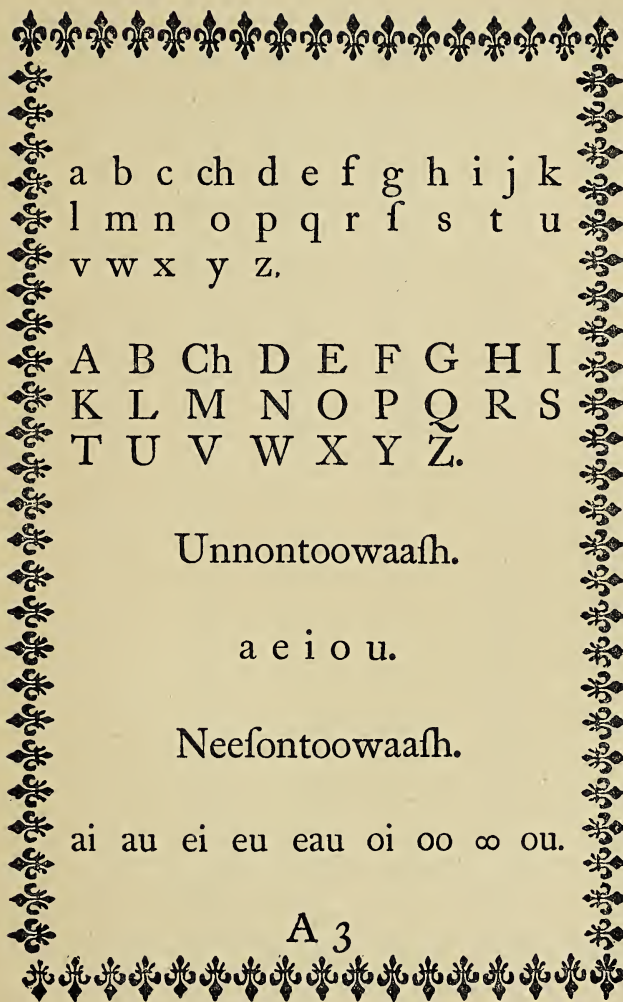 a b c ch d e f g h i j k
l m n o p q r ſ s t u
v w x y z.
A B Ch D E F G H I
K L M N O P Q R S
T U V W X Y Z.
Unnontoowaaſh.
a e i o u.
Neeſontoowaaſh.
ai au ei eu eau oi oo ꝏ ou.
A 3